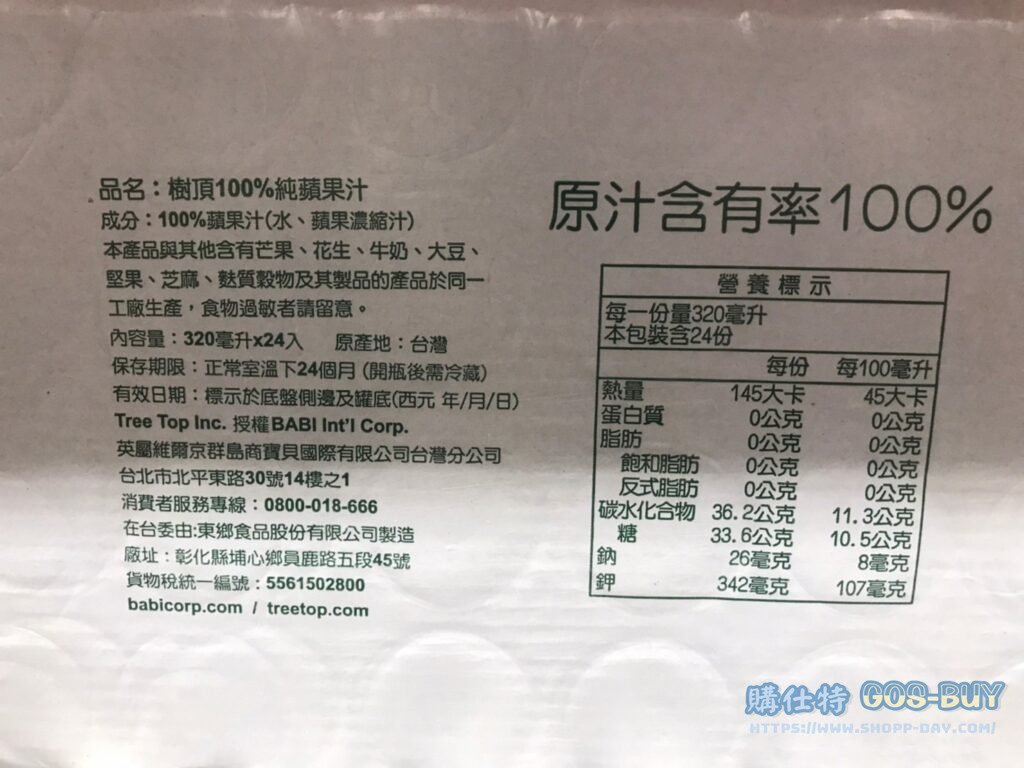 品名：樹頂100%純蘋果汁
成分：100%蘋果汁(水、蘋果濃縮汁)
本產品與其他含有芒果、花生、牛奶、大豆、
堅果、芝麻、麩質穀物及其製品的產品於同一
工廠生產，食物過敏者請留意。
內容量：320毫升x24入 原產地：台灣
保存期限：正常室溫下24個月 (開瓶後需冷藏)
有效日期：標示於底盤側邊及罐底(西元 年/月/日)
Tree Top Inc. 授權BABI Int'l Corp.
英屬維爾京群島商寶貝國際有限公司台灣分公司
台北市北平東路30號14樓之1
消費者服務專線：0800-018-666
在台委由:東鄉食品股份有限公司製造
廠址：彰化縣埔心鄉員鹿路五段45號
貨物稅統一編號：5561502800
babicorp.com / treetop.com
原汁含有率100%
營養標示
每一份量320毫升
本包裝含24份
每份 每100毫升
熱量 145大卡 45大卡
蛋白質 0公克 0公克
脂肪 0公克 0公克
飽和脂肪 0公克 0公克
反式脂肪 0公克 0公克
碳水化合物 36.2公克 11.3公克
糖 33.6公克 10.5公克
鈉 26毫克 8毫克
鉀 342毫克 107毫克
購仕特 GOS-BUY
HTTPS://WWW.SHOPP-DAY.COM/